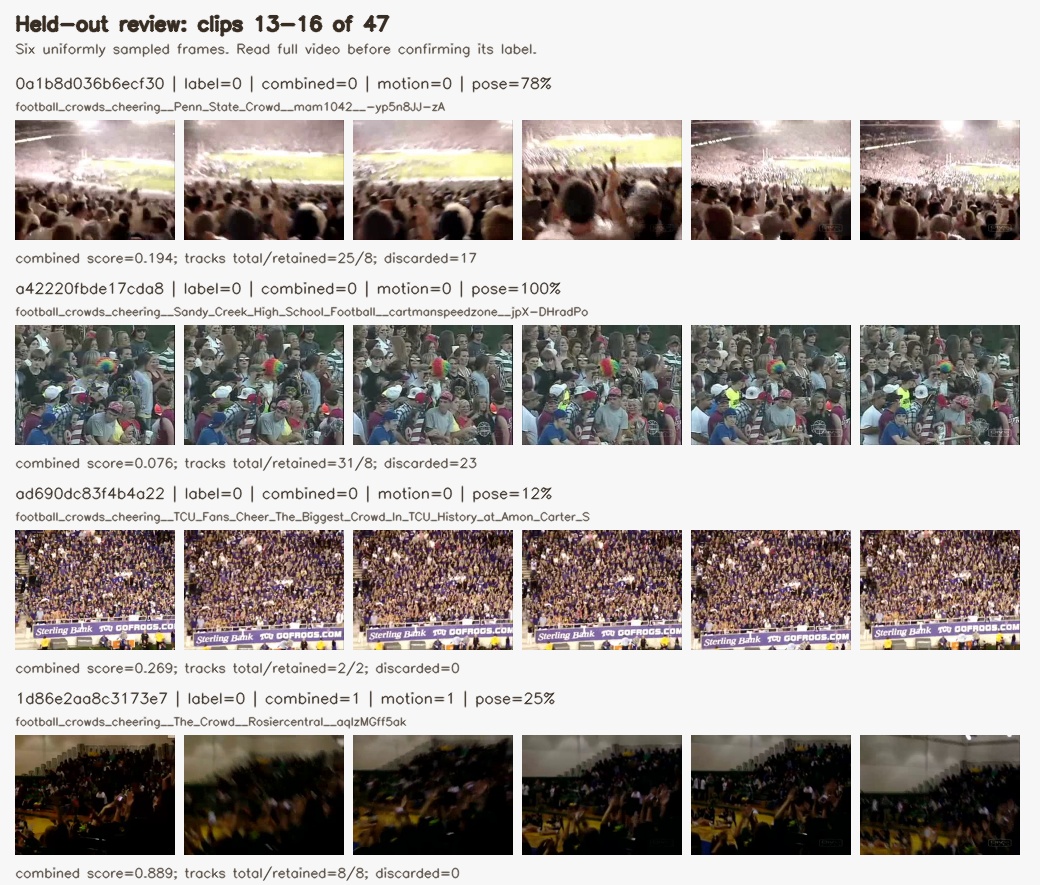 Held-out review: clips 13-16 of 47
Six uniformly sampled frames. Read full video before confirming its label.
0a1b8d036b6ecf30 | label=0 | combined=0 | motion=0 | pose=78%
football_crowds_cheering__Penn_State_Crowd__mam1042__-yp5n8JJ-zA
combined score=0.194; tracks total/retained=25/8; discarded=17
a42220fbde17cda8 | label=0 | combined=0 | motion=0 | pose=100%
football_crowds_cheering__Sandy_Creek_High_School_Football__cartmanspeedzone__jpX-DHradPo
combined score=0.076; tracks total/retained=31/8; discarded=23
ad690dc83f4b4a22 | label=0 | combined=0 | motion=0 | pose=12%
football_crowds_cheering__TCU_Fans_Cheer_The_Biggest_Crowd_In_TCU_History_at_Amon_Carter_S
Sterling Bank TCU GOFROGS.COM
Sterling Bank TCU GOFROGS.COM
Sterling Bank TCU GOFROGS.COM
Sterling Bank TCU GOFROGS.COM
Sterling Bank TCU GOFROGS.COM
Sterling Bank TCU GOFROGS.COM
combined score=0.269; tracks total/retained=2/2; discarded=0
1d86e2aa8c3173e7 | label=0 | combined=1 | motion=1 | pose=25%
football_crowds_cheering__The_Crowd__Rosiercentral__aqIzMGff5ak
combined score=0.889; tracks total/retained=8/8; discarded=0